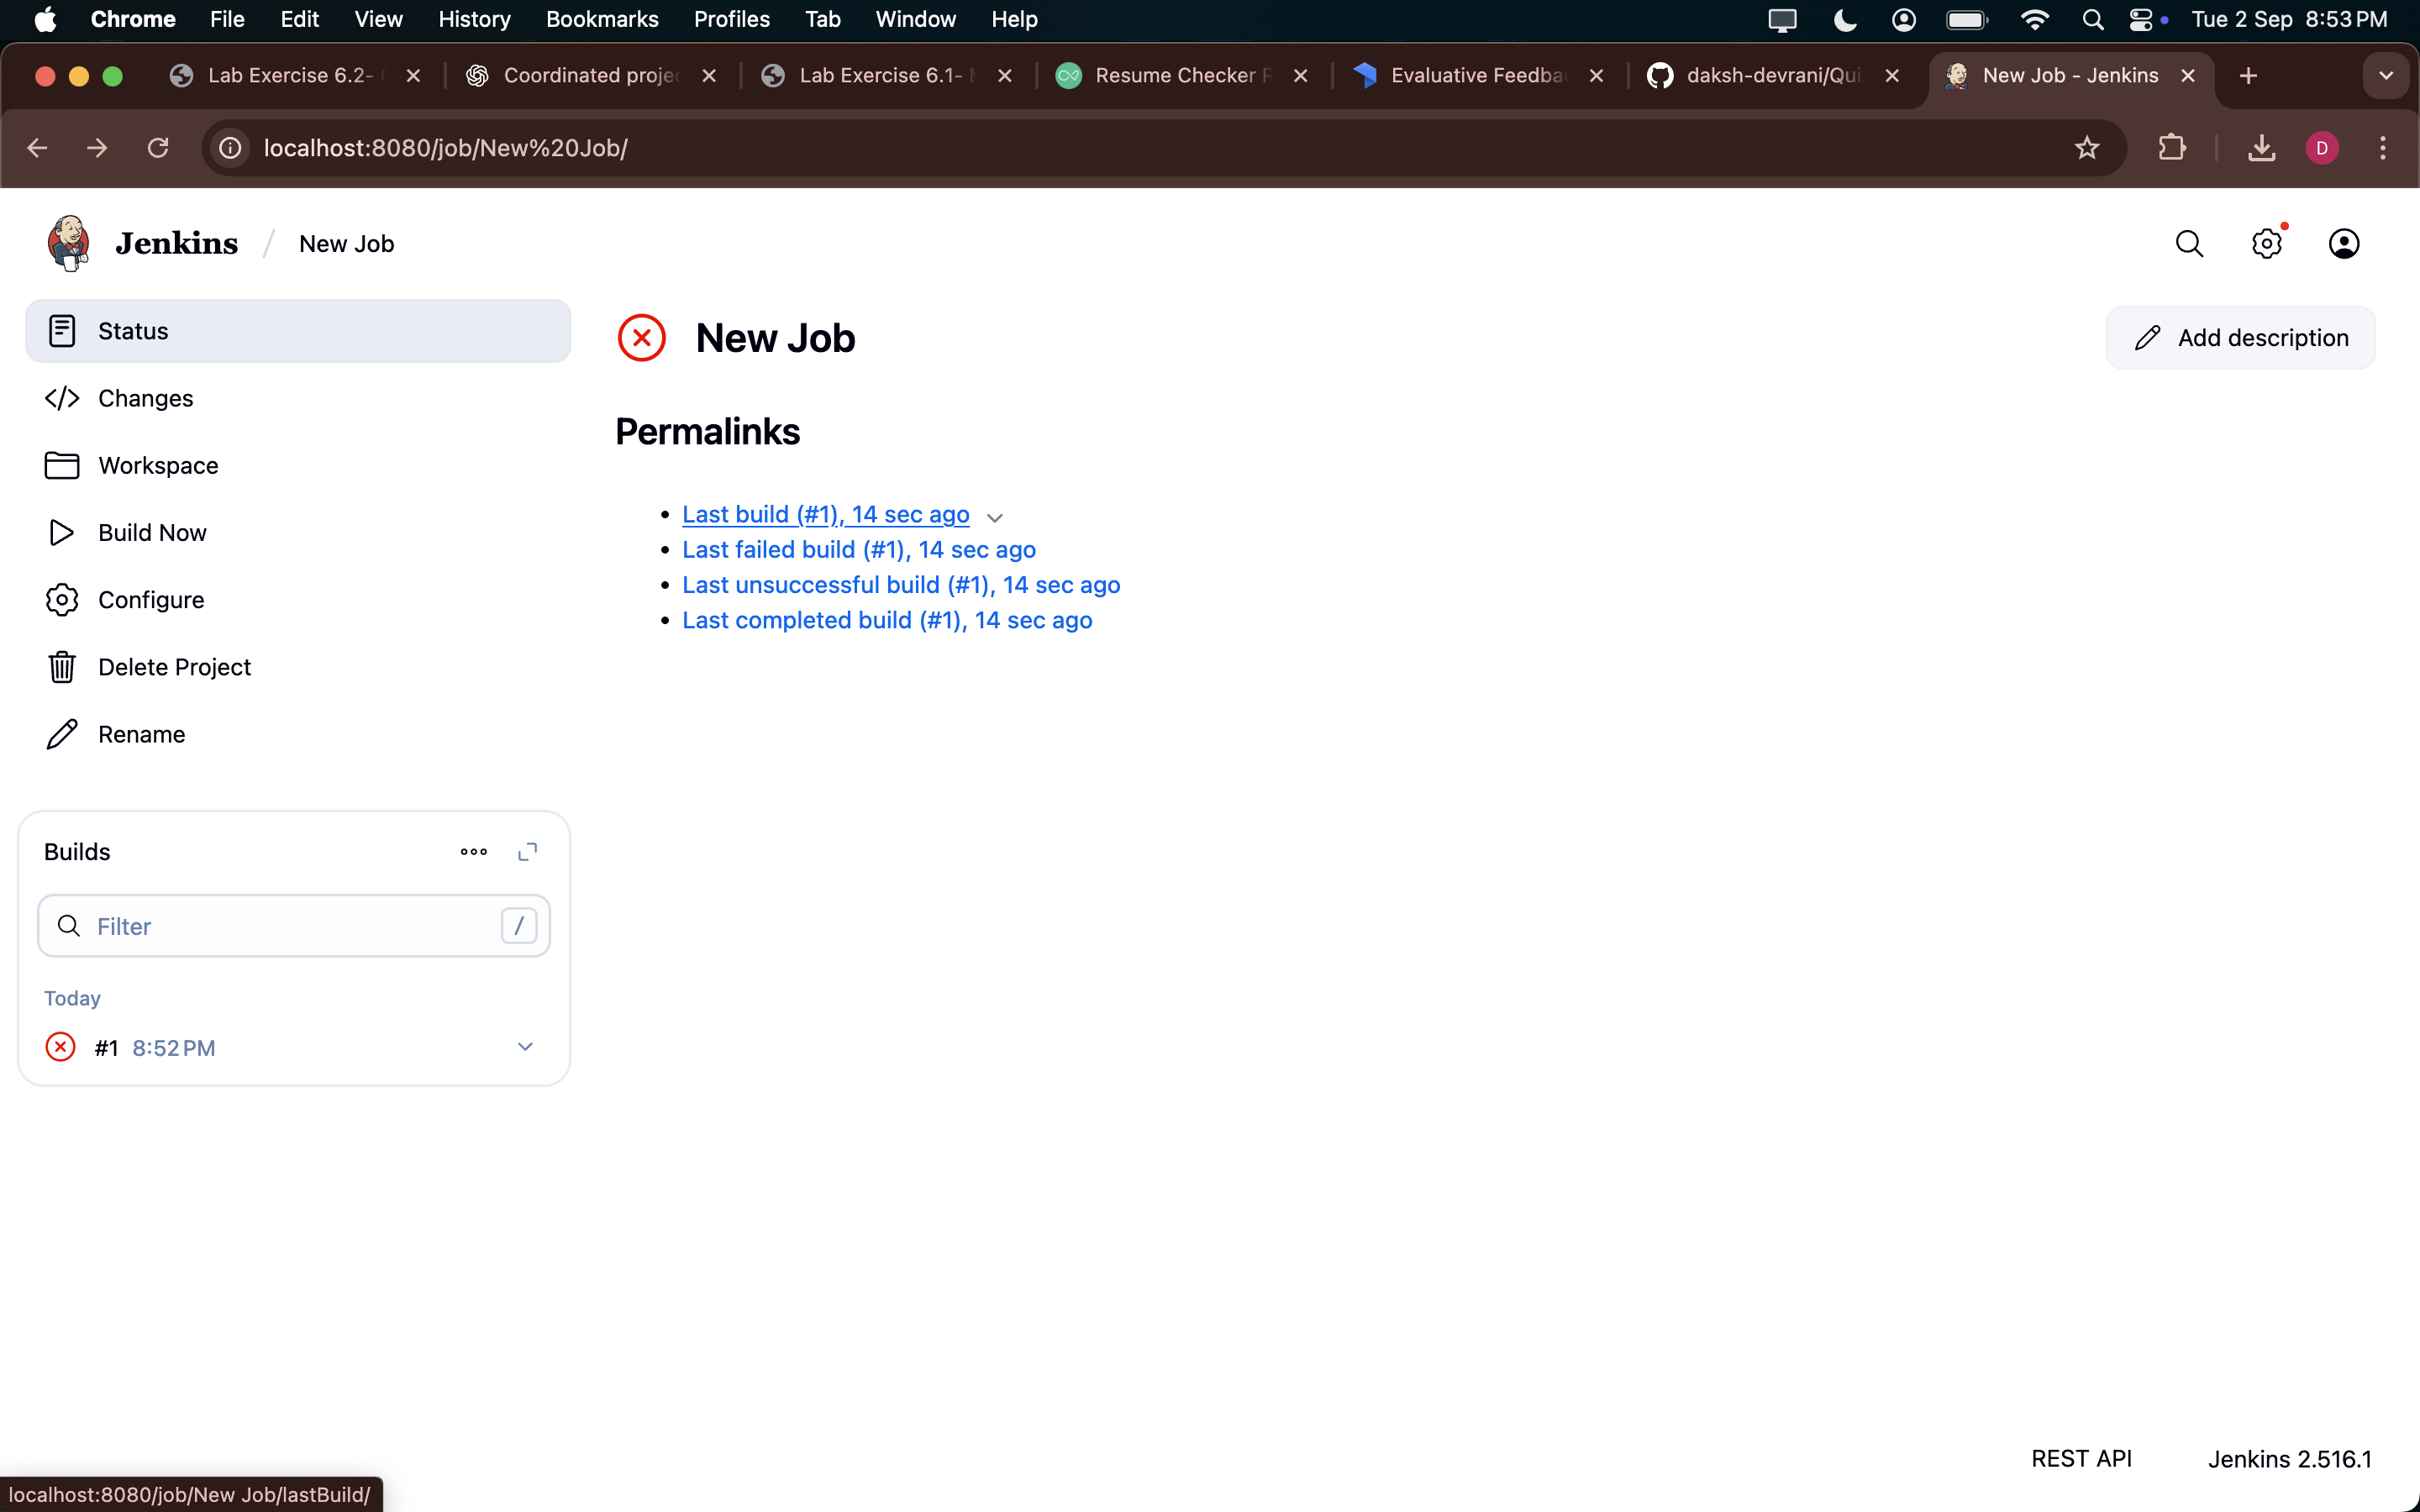 Chrome File Edit View History Bookmarks Profiles Tab Window Help Tue 2 Sep 8:53 PM
Lab Exercise 6.2- Coordinated projec Lab Exercise 6.1- Resume Checker Evaluative Feedba daksh-devrani/Qui New Job - Jenkins
localhost:8080/job/New%20Job/ D
Jenkins / New Job
Status
Changes
Workspace
Build Now
Configure
Delete Project
Rename
New Job
Add description
Permalinks
Last build (#1), 14 sec ago
Last failed build (#1), 14 sec ago
Last unsuccessful build (#1), 14 sec ago
Last completed build (#1), 14 sec ago
Builds
Filter /
Today
#1 8:52 PM
REST API Jenkins 2.516.1
localhost:8080/job/New Job/lastBuild/